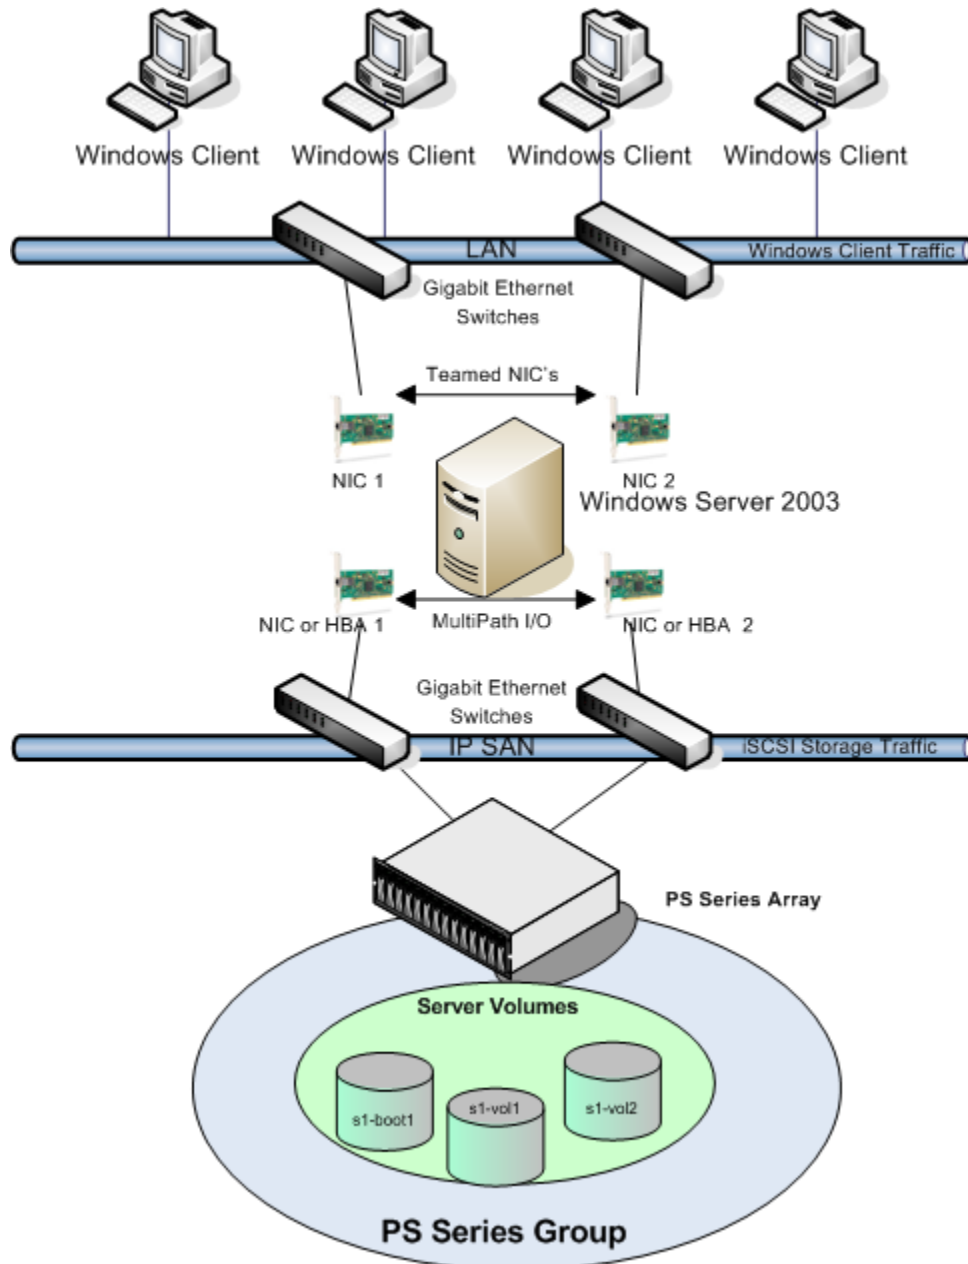 Windows Client
Windows Client
Windows Client
Windows Client
LAN
Windows Client Traffic
Gigabit Ethernet
Switches
Teamed NIC's
NIC 1
NIC 2
Windows Server 2003
NIC or HBA 1
MultiPath I/O
NIC or HBA 2
Gigabit Ethernet
Switches
IP SAN
iSCSI Storage Traffic
PS Series Array
Server Volumes
s1-boot1
s1-vol1
s1-vol2
PS Series Group